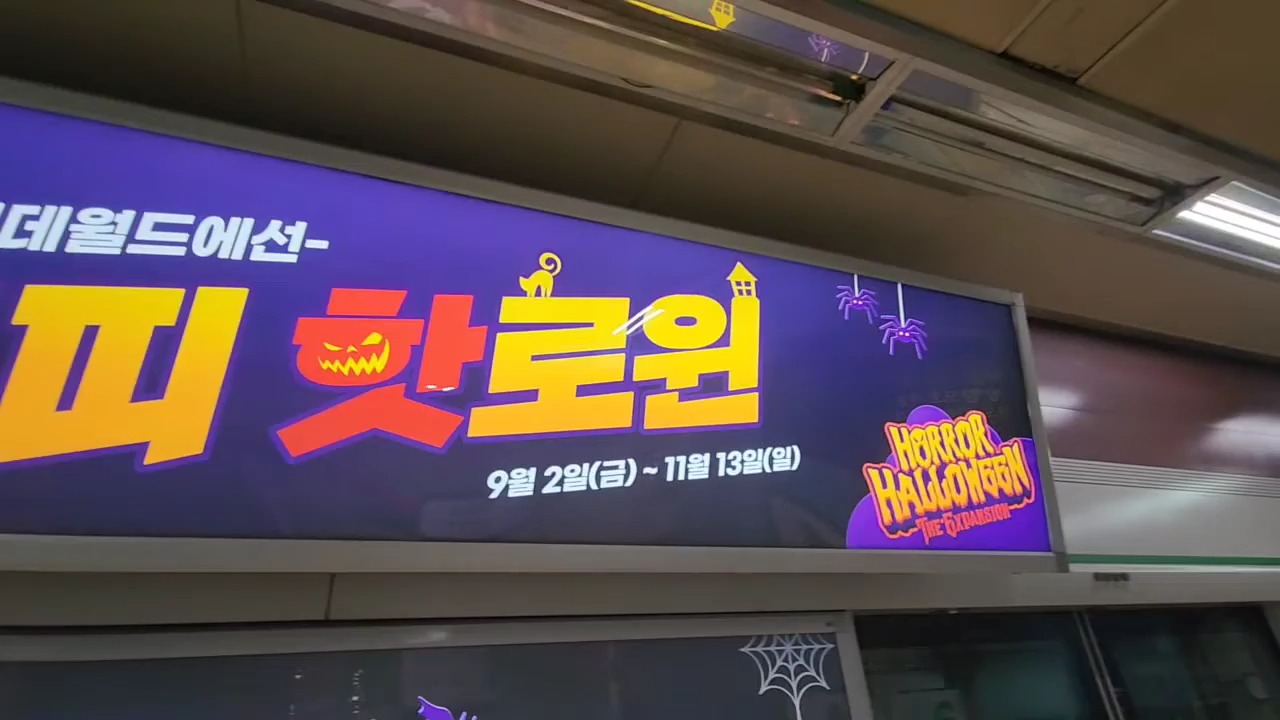 데월드에선-
피 핫로윈
9월 2일(금) ~ 11월 13일(일)
HORROR
HALLOWEEN
-THE EXPANSION-